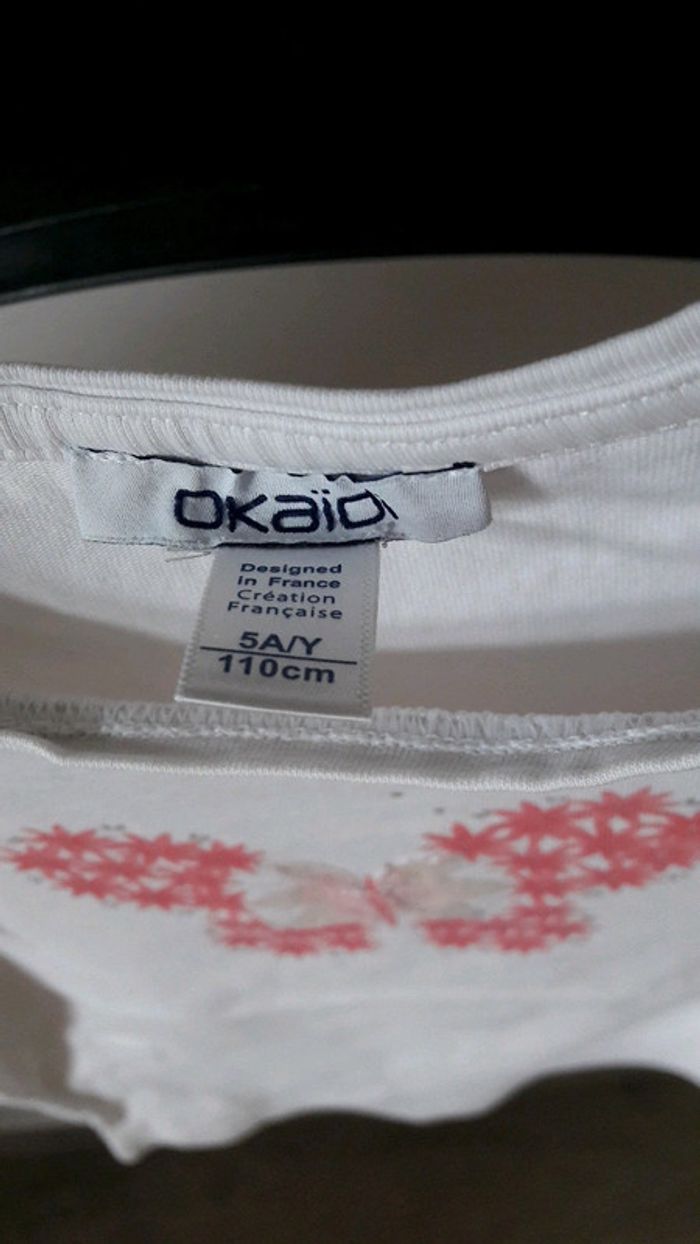 OKAÏDI
Designed
in France
Création
Française
5A/Y
110cm